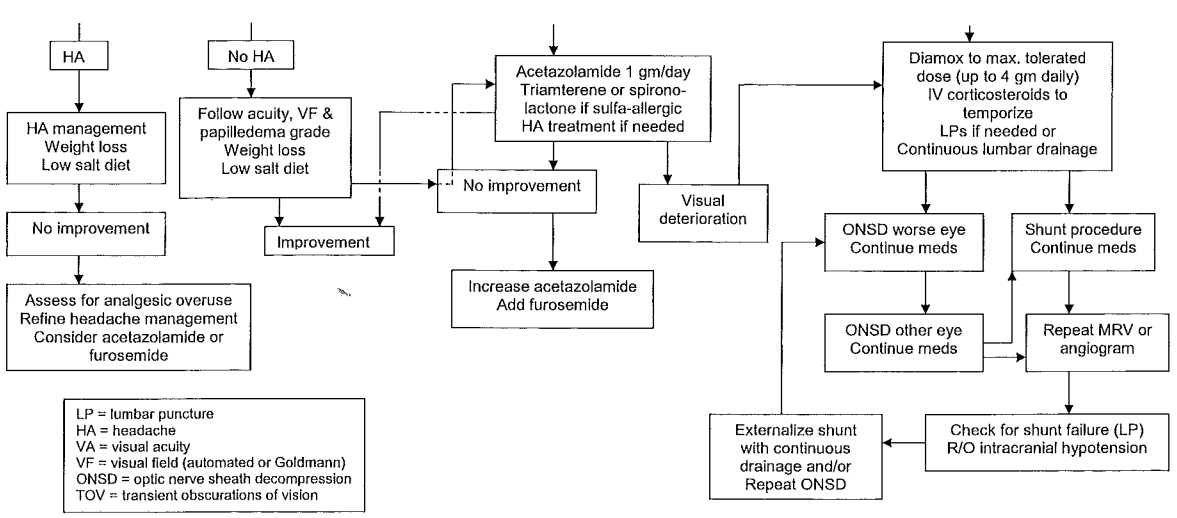 HA
HA management
Weight loss
Low salt diet
No improvement
Assess for analgesic overuse
Refine headache management
Consider acetazolamide or
furosemide
No HA
Follow acuity, VF &
papilledema grade
Weight loss
Low salt diet
Improvement
Acetazolamide 1 gm/day
Triamterene or spirono-
lactone if sulfa-allergic
HA treatment if needed
No improvement
Increase acetazolamide
Add furosemide
Visual
deterioration
Diamox to max. tolerated
dose (up to 4 gm daily)
IV corticosteroids to
temporize
LPs if needed or
Continuous lumbar drainage
ONSD worse eye
Continue meds
Shunt procedure
Continue meds
ONSD other eye
Continue meds
Repeat MRV or
angiogram
Externalize shunt
with continuous
drainage and/or
Repeat ONSD
Check for shunt failure (LP)
R/O intracranial hypotension
LP = lumbar puncture
HA = headache
VA = visual acuity
VF = visual field (automated or Goldmann)
ONSD = optic nerve sheath decompression
TOV = transient obscurations of vision